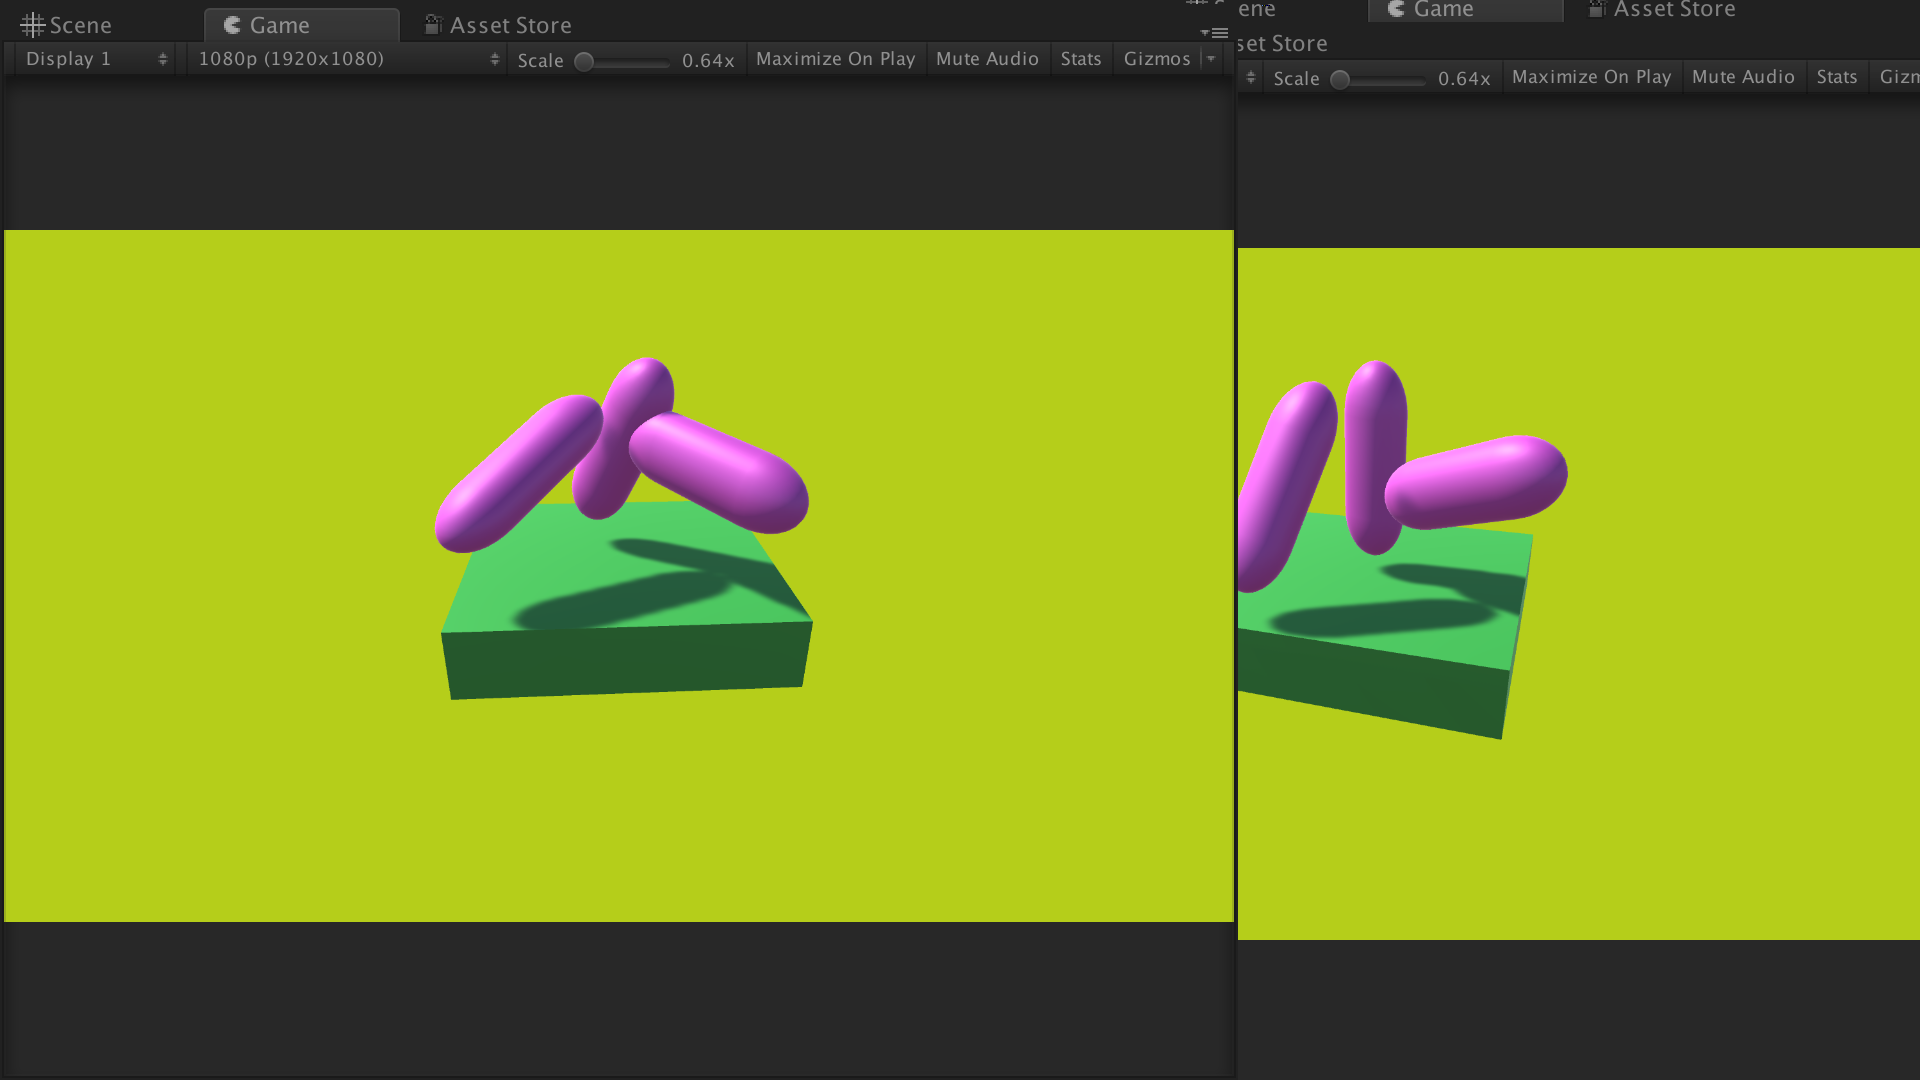 Scene Game Asset Store
Display 1 1080p (1920x1080) Scale 0.64x Maximize On Play Mute Audio Stats Gizmos
ene Game Asset Store
set Store
Scale 0.64x Maximize On Play Mute Audio Stats Gizm